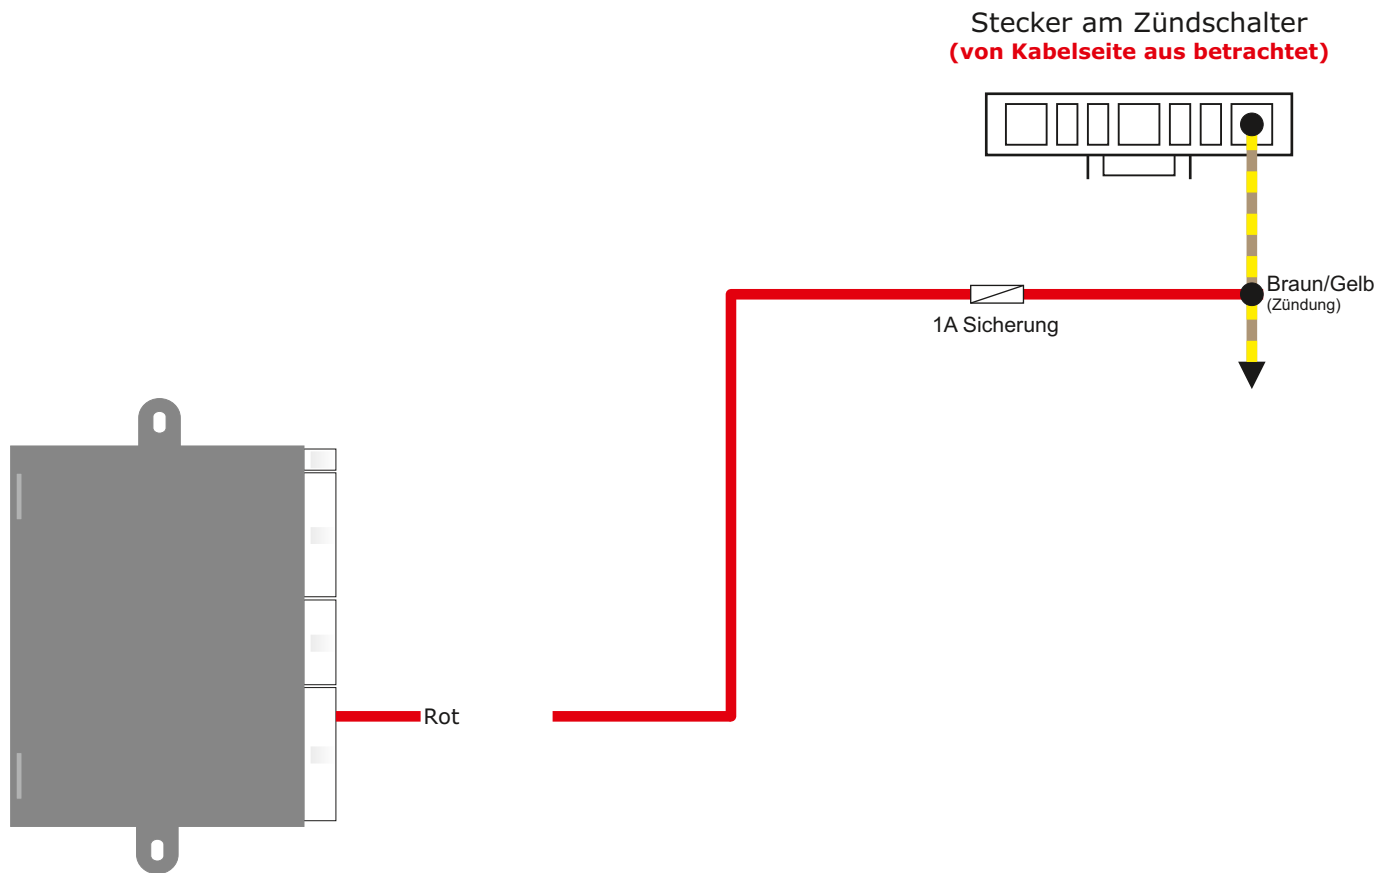 Stecker am Zündschalter
(von Kabelseite aus betrachtet)
Braun/Gelb
(Zündung)
1A Sicherung
Rot